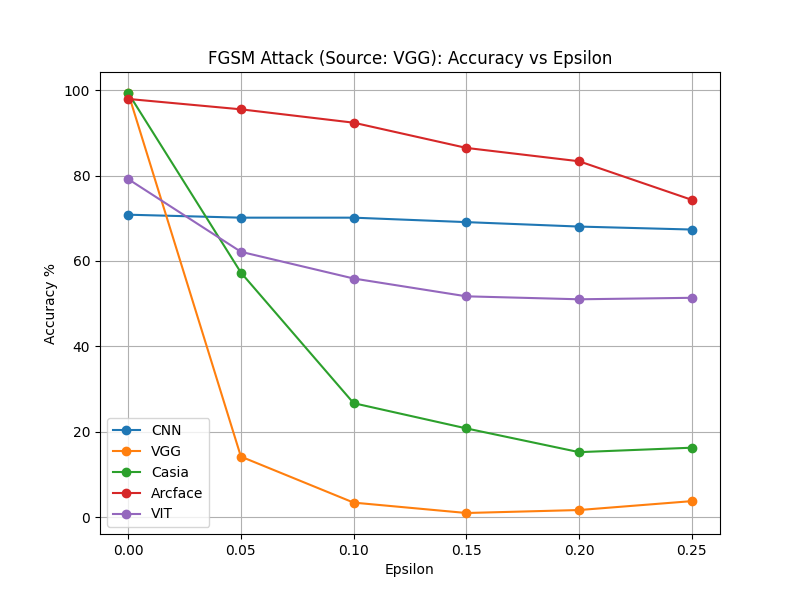 FGSM Attack (Source: VGG): Accuracy vs Epsilon
Accuracy %
100
80
60
40
20
0
CNN
VGG
Casia
Arcface
VIT
0.00 0.05 0.10 0.15 0.20 0.25
Epsilon